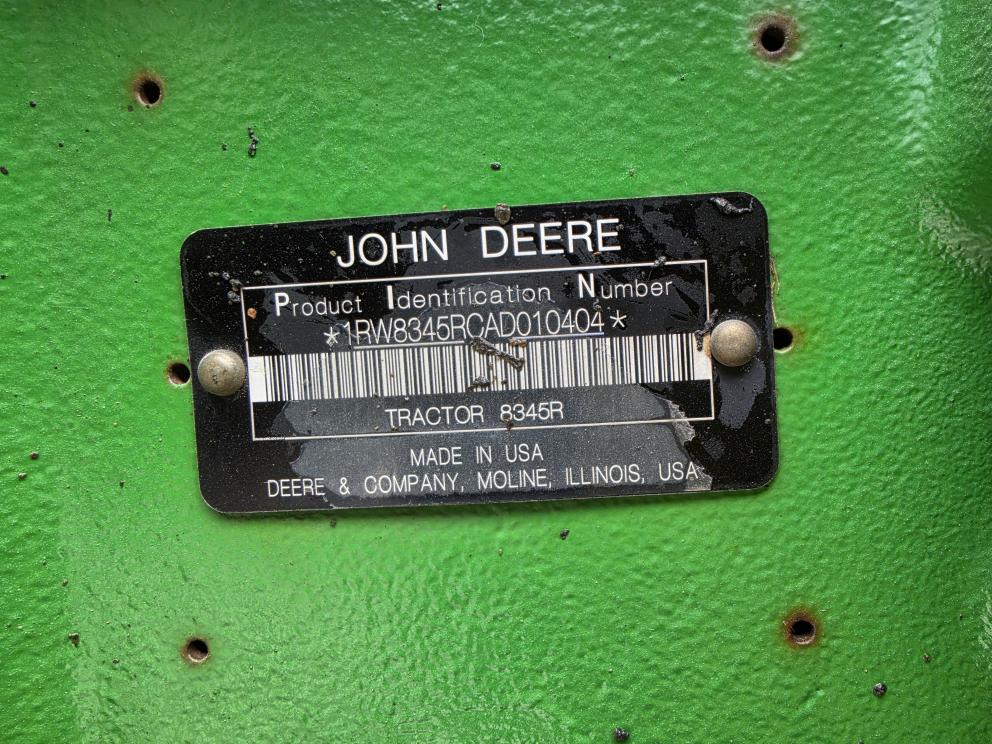 JOHN DEERE
Product Identification Number
*1RW8345RCAD010404*
TRACTOR 8345R
MADE IN USA
DEERE & COMPANY, MOLINE, ILLINOIS, USA